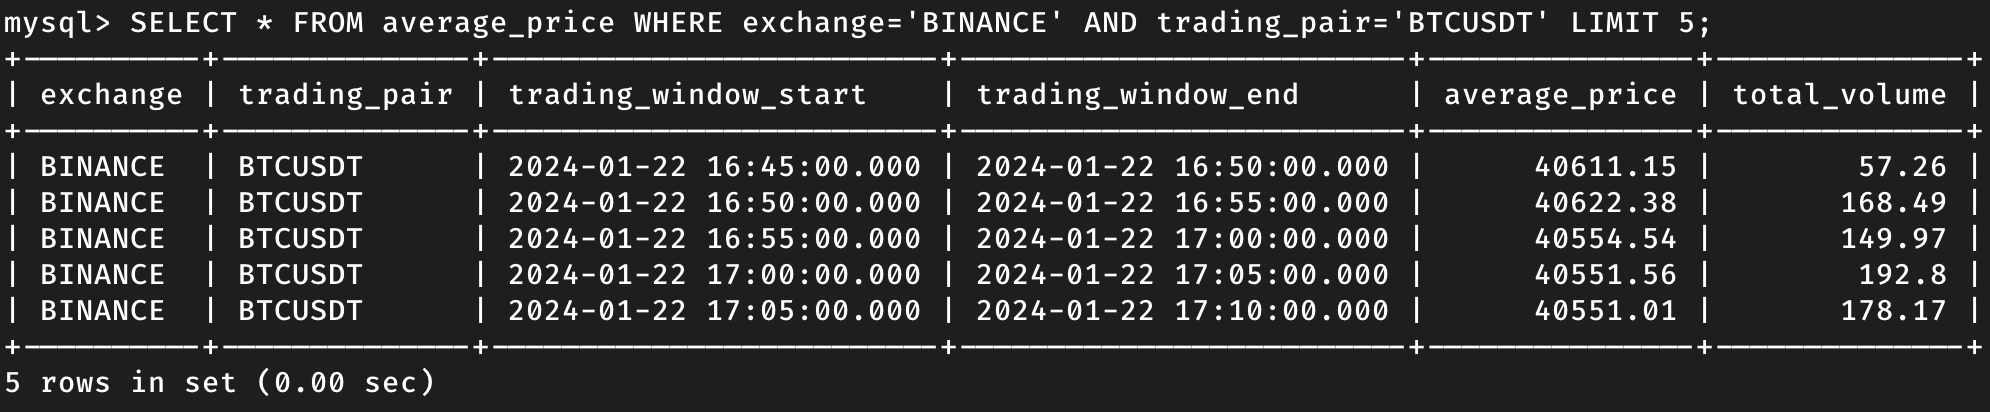 mysql> SELECT * FROM average_price WHERE exchange='BINANCE' AND trading_pair='BTCUSDT' LIMIT 5;
+----------+--------------+-------------------------+-------------------------+---------------+--------------+
| exchange | trading_pair | trading_window_start    | trading_window_end      | average_price | total_volume |
+----------+--------------+-------------------------+-------------------------+---------------+--------------+
| BINANCE  | BTCUSDT      | 2024-01-22 16:45:00.000 | 2024-01-22 16:50:00.000 |      40611.15 |        57.26 |
| BINANCE  | BTCUSDT      | 2024-01-22 16:50:00.000 | 2024-01-22 16:55:00.000 |      40622.38 |       168.49 |
| BINANCE  | BTCUSDT      | 2024-01-22 16:55:00.000 | 2024-01-22 17:00:00.000 |      40554.54 |       149.97 |
| BINANCE  | BTCUSDT      | 2024-01-22 17:00:00.000 | 2024-01-22 17:05:00.000 |      40551.56 |        192.8 |
| BINANCE  | BTCUSDT      | 2024-01-22 17:05:00.000 | 2024-01-22 17:10:00.000 |      40551.01 |       178.17 |
+----------+--------------+-------------------------+-------------------------+---------------+--------------+
5 rows in set (0.00 sec)